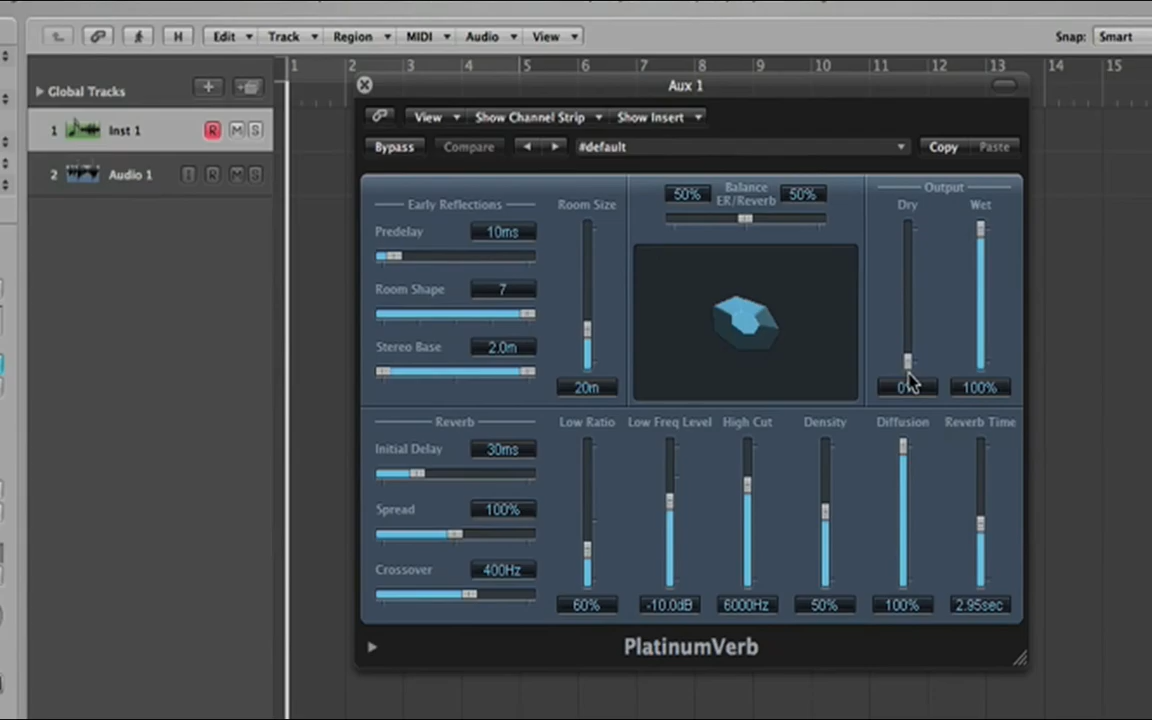 H Edit Track Region MIDI Audio View Snap: Smart
1 2 3 4 5 6 7 8 9 10 11 12 13 14 15
Global Tracks
1 Inst 1 R M S
2 Audio 1 I R M S
Aux 1
View Show Channel Strip Show Insert
Bypass Compare #default Copy Paste
Early Reflections
Predelay 10ms
Room Shape 7
Stereo Base 2.0m
Room Size
20m
50% Balance 50%
ER/Reverb
Output
Dry Wet
100%
Reverb
Initial Delay 30ms
Spread 100%
Crossover 400Hz
Low Ratio Low Freq Level High Cut Density Diffusion Reverb Time
60% -10.0dB 6000Hz 50% 100% 2.95sec
PlatinumVerb